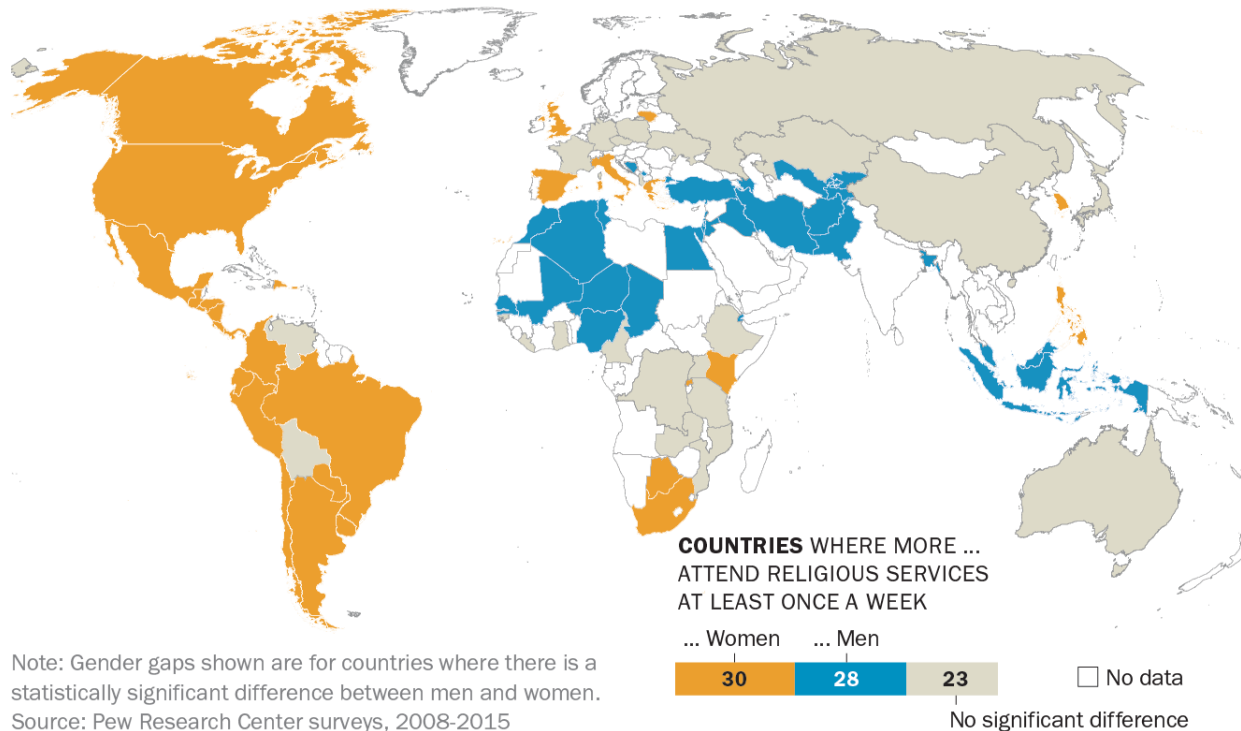 COUNTRIES WHERE MORE ...
ATTEND RELIGIOUS SERVICES
AT LEAST ONCE A WEEK
... Women
... Men
30
28
23
No data
No significant difference
Note: Gender gaps shown are for countries where there is a
statistically significant difference between men and women.
Source: Pew Research Center surveys, 2008-2015